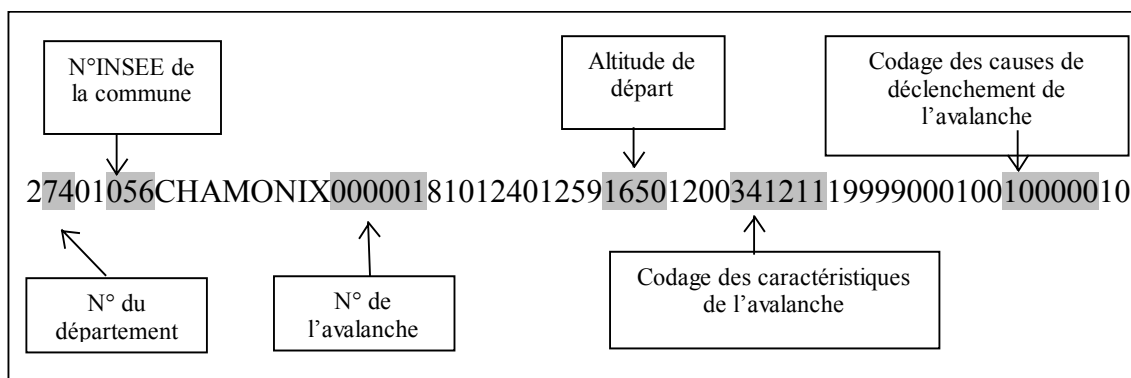 N°INSEE de
la commune
Altitude de
départ
Codage des causes de
déclenchement de
l'avalanche
27401056CHAMONIX00000181012401259165012003412111999900010010000010
N° du
département
N° de
l'avalanche
Codage des caractéristiques
de l'avalanche